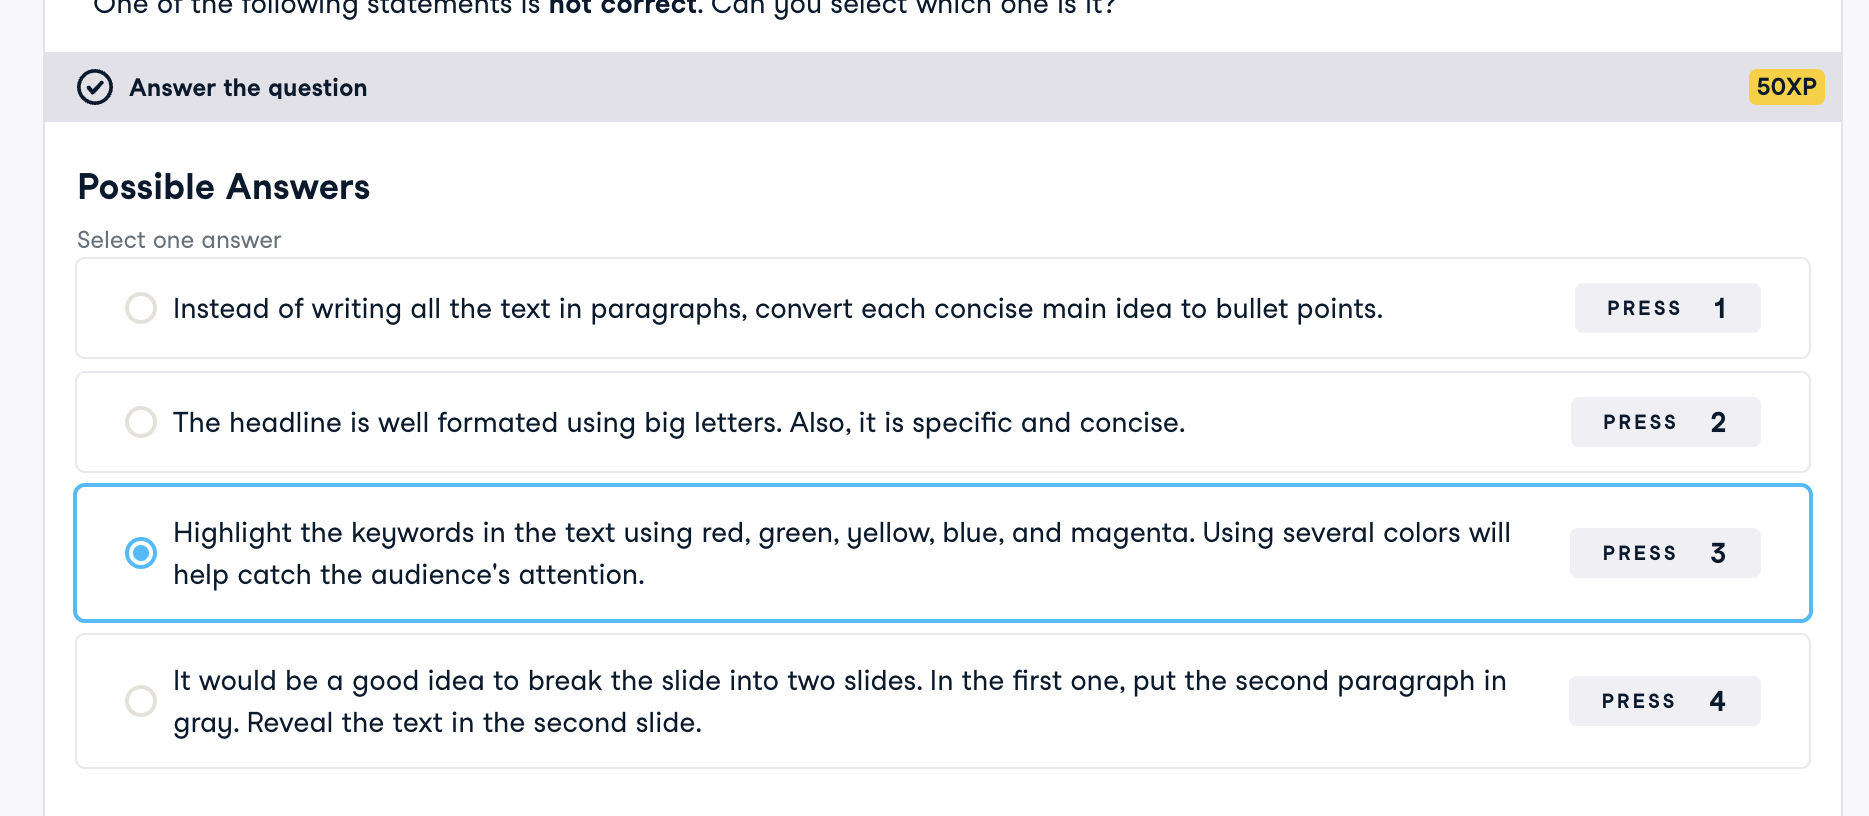 One of the following statements is not correct. Can you select which one is it?
Answer the question
50XP
Possible Answers
Select one answer
Instead of writing all the text in paragraphs, convert each concise main idea to bullet points.
PRESS 1
The headline is well formated using big letters. Also, it is specific and concise.
PRESS 2
Highlight the keywords in the text using red, green, yellow, blue, and magenta. Using several colors will
help catch the audience's attention.
PRESS 3
It would be a good idea to break the slide into two slides. In the first one, put the second paragraph in
gray. Reveal the text in the second slide.
PRESS 4